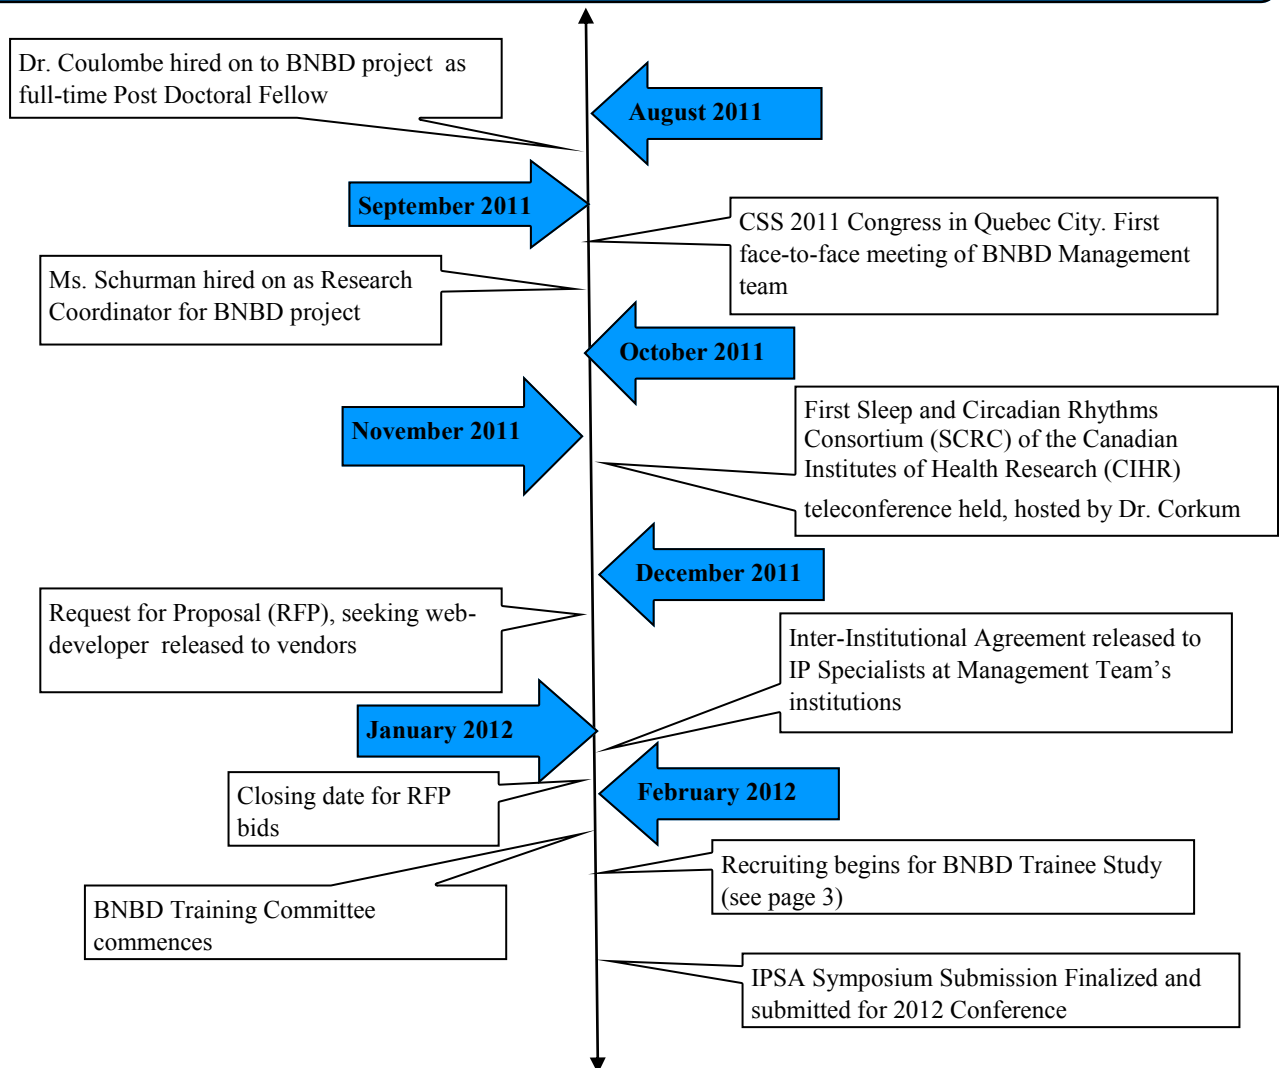 Dr. Coulombe hired on to BNBD project  as
full-time Post Doctoral Fellow
August 2011
September 2011
CSS 2011 Congress in Quebec City. First
face-to-face meeting of BNBD Management
team
Ms. Schurman hired on as Research
Coordinator for BNBD project
October 2011
November 2011
First Sleep and Circadian Rhythms
Consortium (SCRC) of the Canadian
Institutes of Health Research (CIHR)
teleconference held, hosted by Dr. Corkum
December 2011
Request for Proposal (RFP), seeking web-
developer  released to vendors
Inter-Institutional Agreement released to
IP Specialists at Management Team’s
institutions
January 2012
Closing date for RFP
bids
February 2012
Recruiting begins for BNBD Trainee Study
(see page 3)
BNBD Training Committee
commences
IPSA Symposium Submission Finalized and
submitted for 2012 Conference